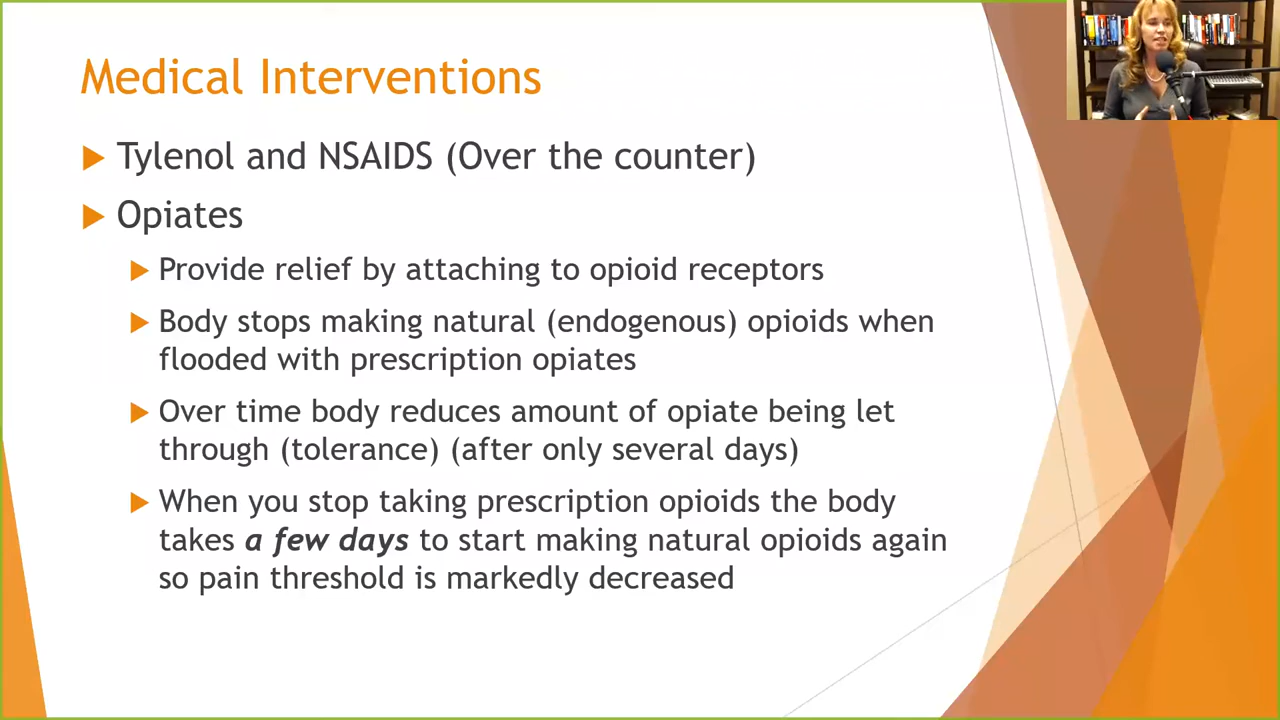 Medical Interventions
Tylenol and NSAIDS (Over the counter)
Opiates
Provide relief by attaching to opioid receptors
Body stops making natural (endogenous) opioids when
flooded with prescription opiates
Over time body reduces amount of opiate being let
through (tolerance) (after only several days)
When you stop taking prescription opioids the body
takes a few days to start making natural opioids again
so pain threshold is markedly decreased